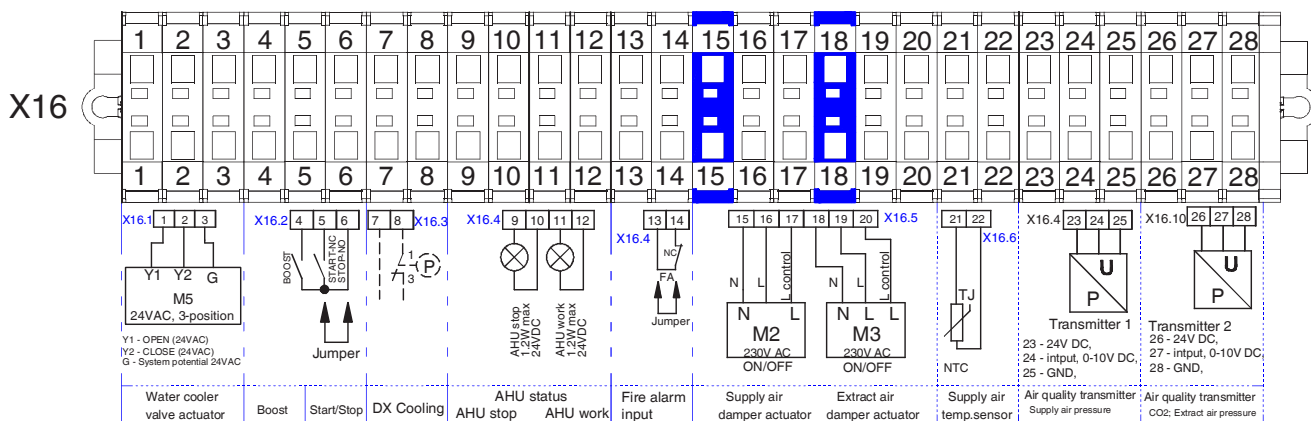 1 2 3 4 5 6 7 8 9 10 11 12 13 14 15 16 17 18 19 20 21 22 23 24 25 26 27 28
X16
1 2 3 4 5 6 7 8 9 10 11 12 13 14 15 16 17 18 19 20 21 22 23 24 25 26 27 28
X16.1 1 2 3
Y1 Y2 G
M5
24VAC, 3-position
Y1 - OPEN (24VAC)
Y2 - CLOSE (24VAC)
G - System potential 24VAC
Water cooler
valve actuator
X16.2 4 5 6
BOOST
START-NC
STOP-NO
Jumper
Boost
Start/Stop
7 8 X16.3
1
P
3
DX Cooling
X16.4 9 10 11 12
AHU stop
1.2W max
24VDC
AHU work
1.2W max
24VDC
AHU status
AHU stop AHU work
13 14
X16.4
NC
FA
Jumper
Fire alarm
input
15 16 17 18 19 20 X16.5
N L L control
N L
M2
230V AC
ON/OFF
Supply air
damper actuator
N L L control
N L L
M3
230V AC
ON/OFF
Extract air
damper actuator
21 22
X16.6
TJ
NTC
Supply air
temp.sensor
X16.4 23 24 25
U
P
Transmitter 1
23 - 24V DC,
24 - intput, 0-10V DC,
25 - GND,
Air quality transmitter
Supply air pressure
X16.10 26 27 28
U
P
Transmitter 2
26 - 24V DC,
27 - intput, 0-10V DC,
28 - GND,
Air quality transmitter
CO2; Extract air pressure